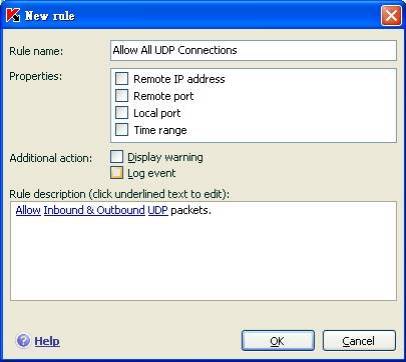 New rule
Rule name:
Allow All UDP Connections
Properties:
Remote IP address
Remote port
Local port
Time range
Additional action:
Display warning
Log event
Rule description (click underlined text to edit):
Allow Inbound & Outbound UDP packets.
Help
OK
Cancel